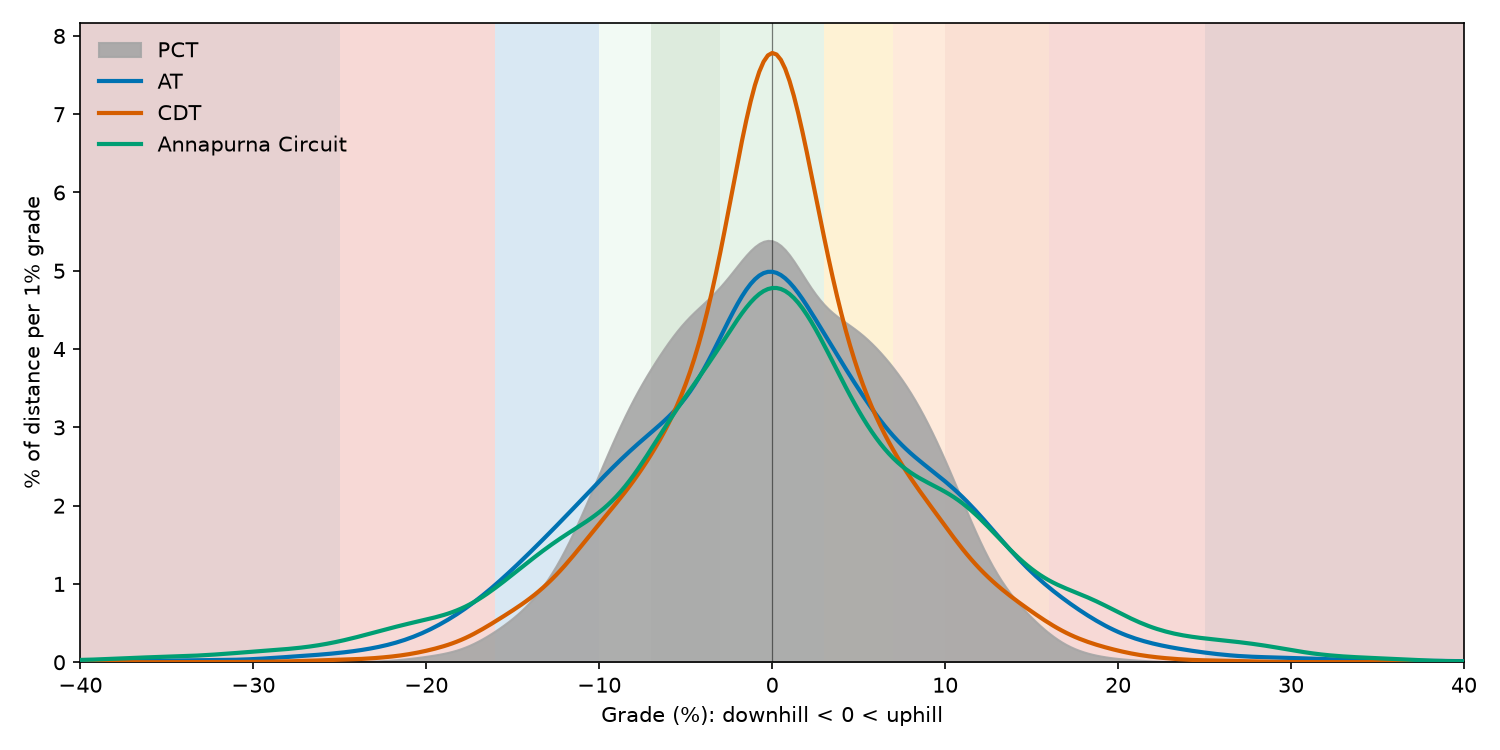 PCT
AT
CDT
Annapurna Circuit
% of distance per 1% grade
8
7
6
5
4
3
2
1
0
−40 −30 −20 −10 0 10 20 30 40
Grade (%): downhill < 0 < uphill